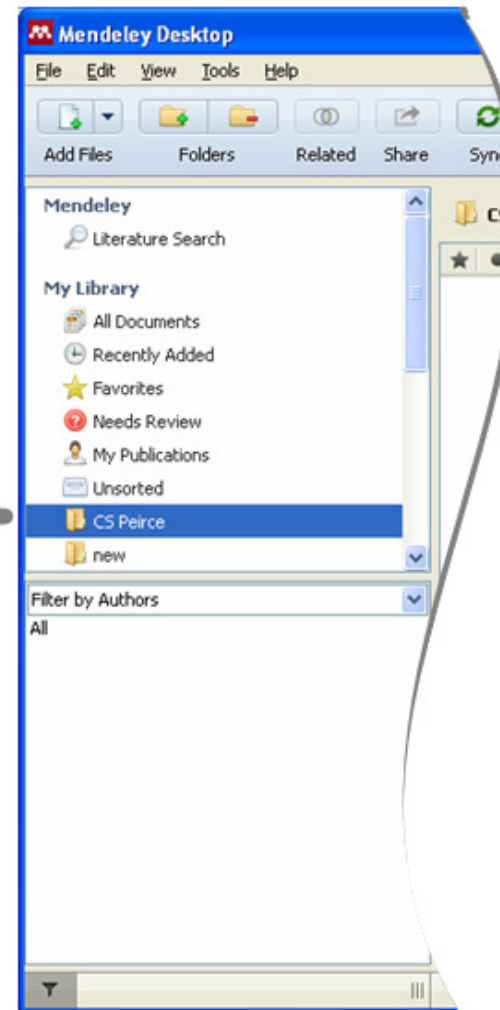 Mendeley Desktop
File Edit View Tools Help
Add Files Folders Related Share Syn
Mendeley
Literature Search
My Library
All Documents
Recently Added
Favorites
Needs Review
My Publications
Unsorted
CS Peirce
new
Filter by Authors
All